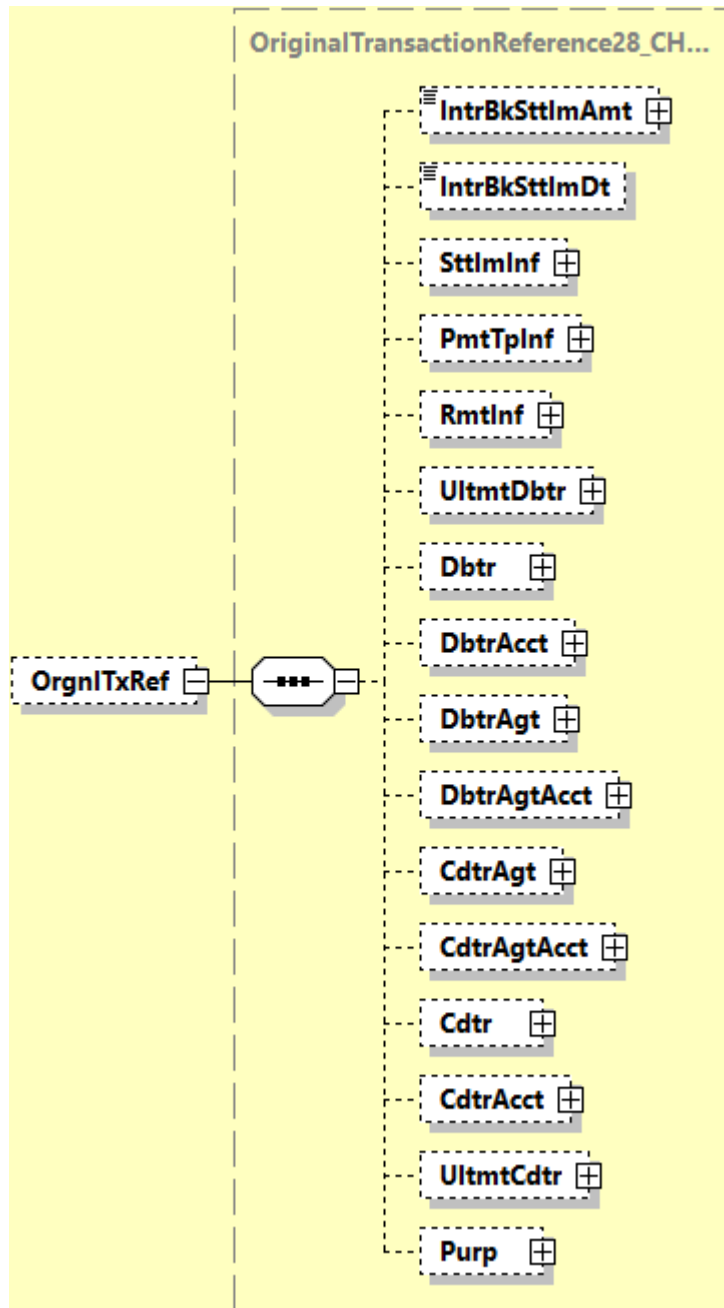 OriginalTransactionReference28_CH...
IntrBkSttlmAmt
IntrBkSttlmDt
SttlmInf
PmtTpInf
RmtInf
UltmtDbtr
Dbtr
DbtrAcct
OrgnlTxRef
DbtrAgt
DbtrAgtAcct
CdtrAgt
CdtrAgtAcct
Cdtr
CdtrAcct
UltmtCdtr
Purp